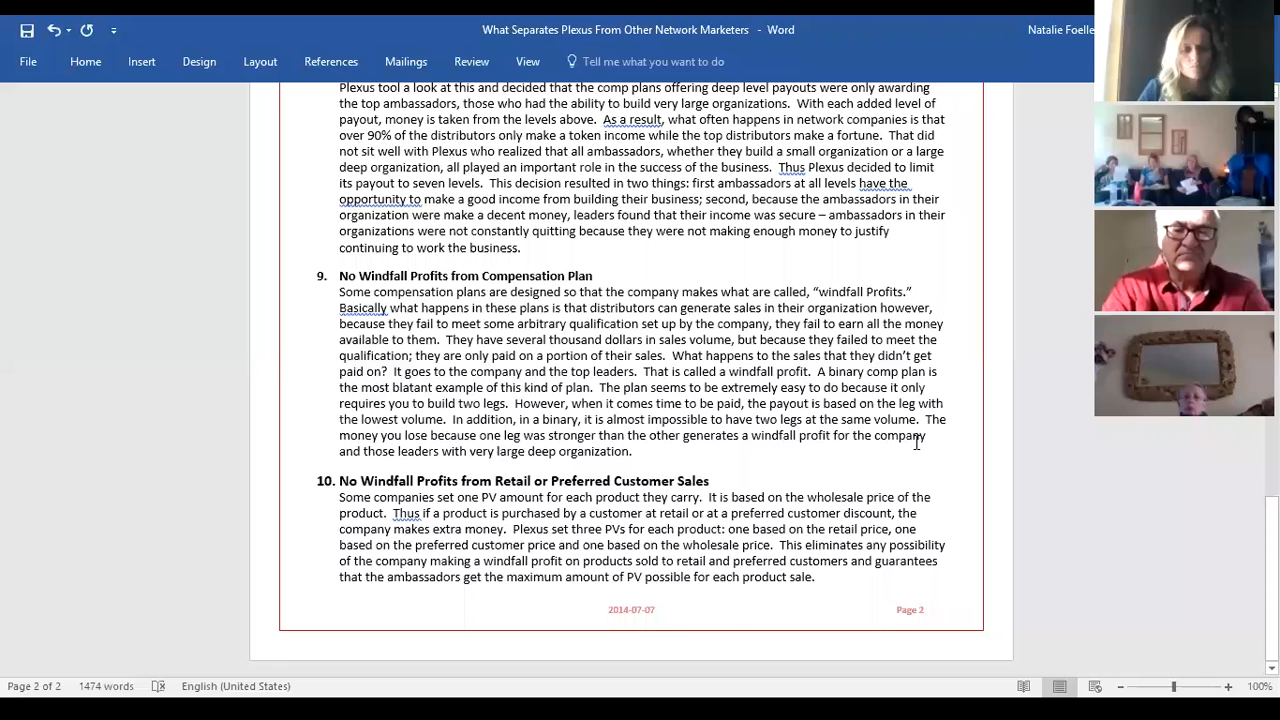 What Separates Plexus From Other Network Marketers - Word
Natalie Foelle
File Home Insert Design Layout References Mailings Review View Tell me what you want to do
Plexus tool a look at this and decided that the comp plans offering deep level payouts were only awarding
the top ambassadors, those who had the ability to build very large organizations. With each added level of
payout, money is taken from the levels above. As a result, what often happens in network companies is that
over 90% of the distributors only make a token income while the top distributors make a fortune. That did
not sit well with Plexus who realized that all ambassadors, whether they build a small organization or a large
deep organization, all played an important role in the success of the business. Thus Plexus decided to limit
its payout to seven levels. This decision resulted in two things: first ambassadors at all levels have the
opportunity to make a good income from building their business; second, because the ambassadors in their
organization were make a decent money, leaders found that their income was secure – ambassadors in their
organizations were not constantly quitting because they were not making enough money to justify
continuing to work the business.
9. No Windfall Profits from Compensation Plan
Some compensation plans are designed so that the company makes what are called, “windfall Profits.”
Basically what happens in these plans is that distributors can generate sales in their organization however,
because they fail to meet some arbitrary qualification set up by the company, they fail to earn all the money
available to them. They have several thousand dollars in sales volume, but because they failed to meet the
qualification; they are only paid on a portion of their sales. What happens to the sales that they didn’t get
paid on? It goes to the company and the top leaders. That is called a windfall profit. A binary comp plan is
the most blatant example of this kind of plan. The plan seems to be extremely easy to do because it only
requires you to build two legs. However, when it comes time to be paid, the payout is based on the leg with
the lowest volume. In addition, in a binary, it is almost impossible to have two legs at the same volume. The
money you lose because one leg was stronger than the other generates a windfall profit for the company
and those leaders with very large deep organization.
10. No Windfall Profits from Retail or Preferred Customer Sales
Some companies set one PV amount for each product they carry. It is based on the wholesale price of the
product. Thus if a product is purchased by a customer at retail or at a preferred customer discount, the
company makes extra money. Plexus set three PVs for each product: one based on the retail price, one
based on the preferred customer price and one based on the wholesale price. This eliminates any possibility
of the company making a windfall profit on products sold to retail and preferred customers and guarantees
that the ambassadors get the maximum amount of PV possible for each product sale.
2014-07-07 Page 2
Page 2 of 2 1474 words English (United States) 100%